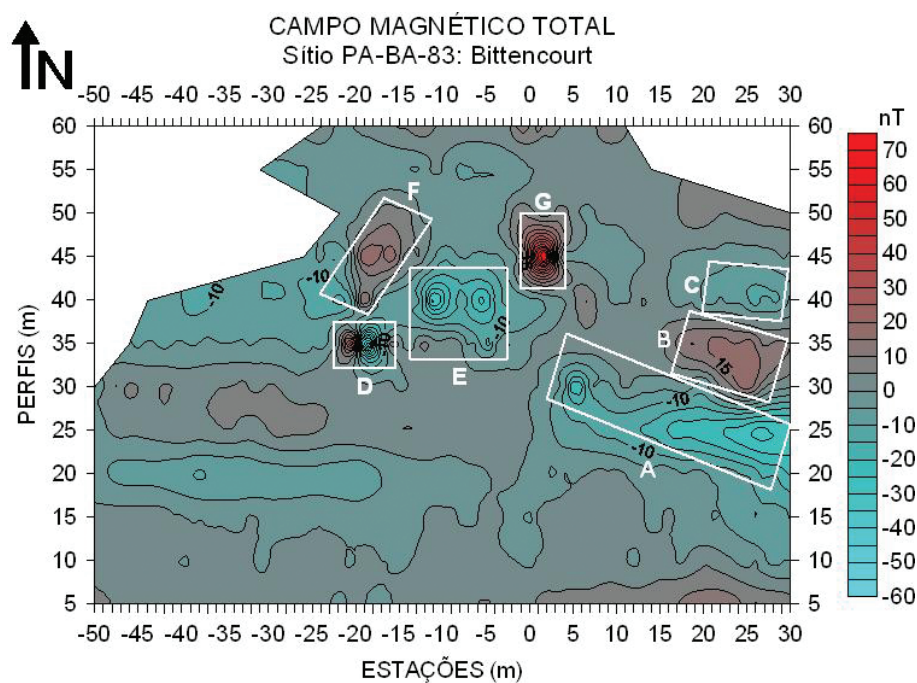 CAMPO MAGNÉTICO TOTAL
Sítio PA-BA-83: Bittencourt
N
-50 -45 -40 -35 -30 -25 -20 -15 -10 -5 0 5 10 15 20 25 30
nT
60 60
55 55
50 50
45 45
40 40
35 35
30 30
25 25
20 20
15 15
10 10
5 5
PERFIS (m)
70
60
50
40
30
20
10
0
-10
-20
-30
-40
-50
-60
F
G
C
B
D
E
A
-10
-10
-10
-10
15
-10
-10
-50 -45 -40 -35 -30 -25 -20 -15 -10 -5 0 5 10 15 20 25 30
ESTAÇÕES (m)